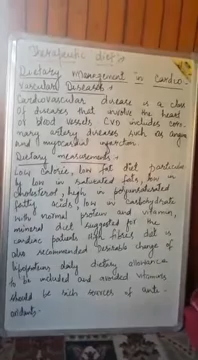 Therapeutic diet :-
Dietary Management in Cardio-
vascular Diseases :-
Cardiovascular disease is a class
of diseases that involve the heart
or blood vessels CVD includes coro-
nary artery diseases such as angina
and myocardial infarction.
Dietary measurements :-
Low calorie, low fat diet particular
ly low in saturated fats, low in
cholesterol, high in polyunsaturated
fatty acids, low in carbohydrate
with normal protein and vitamin,
mineral diet suggested for the
cardiac patients. High fibres diet is
also recommended. Desirable change of
lipoproteins, daily dietary allowance
to be included and avoided vitamins
should be rich sources of anti-
oxidants.